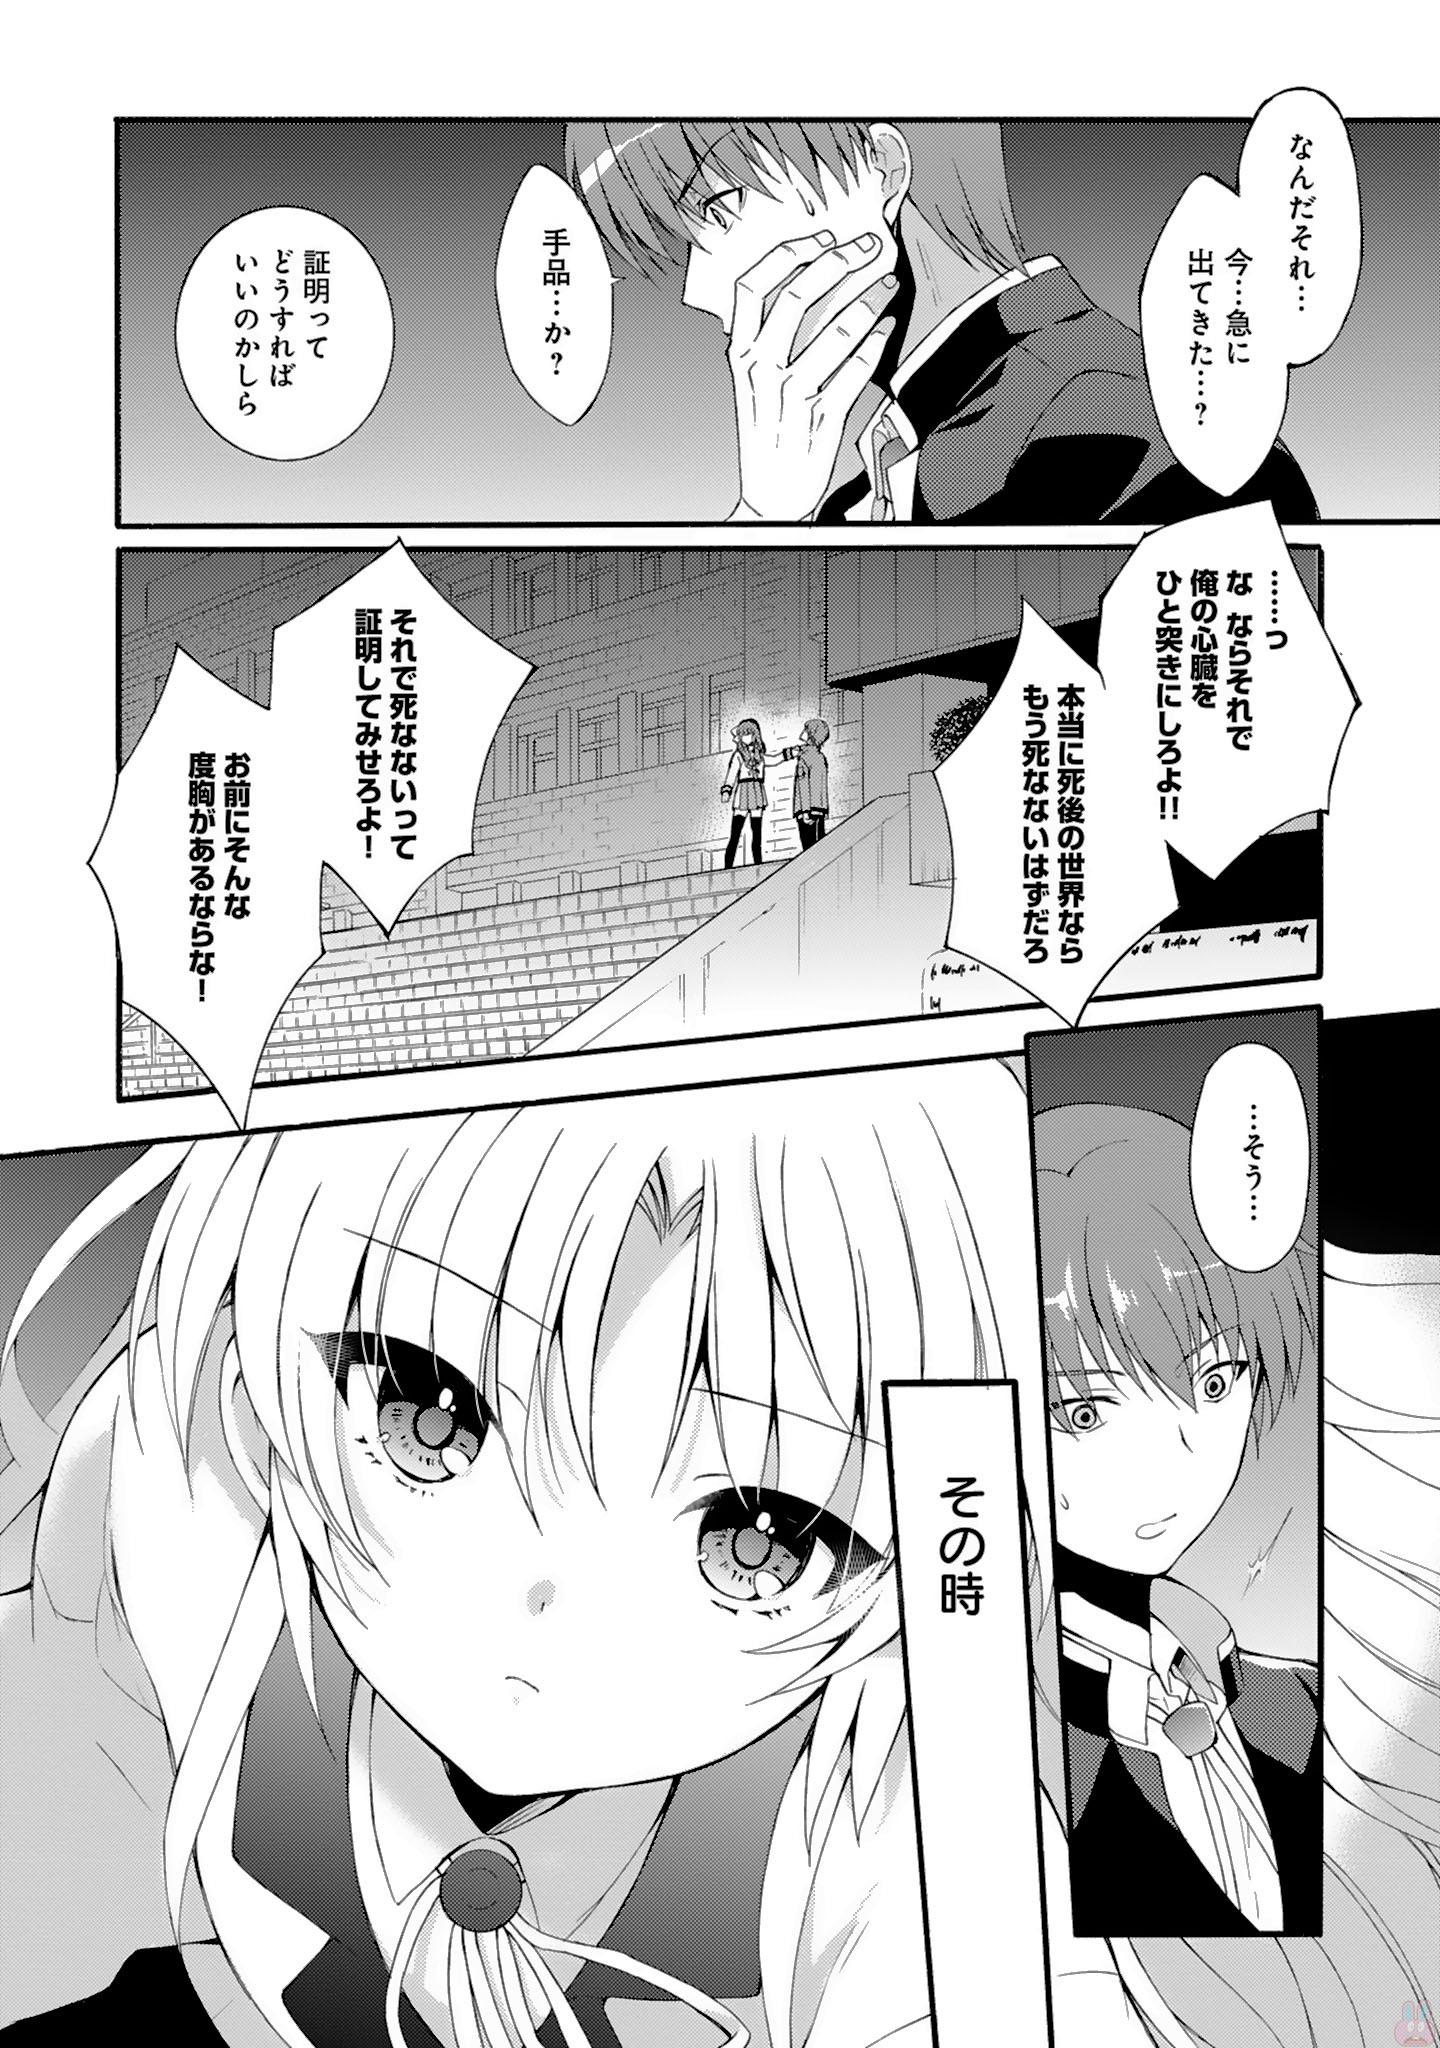 なんだそれ…
今…急に
出てきた…?
手品…か?
証明って
どうすれば
いいのかしら
……っ
な ならそれで
俺の心臓を
ひと突きにしろよ!!
本当に死後の世界なら
もう死なないはずだろ
それで死なないって
証明してみせろよ!
お前にそんな
度胸があるならな!
…そう…
その時